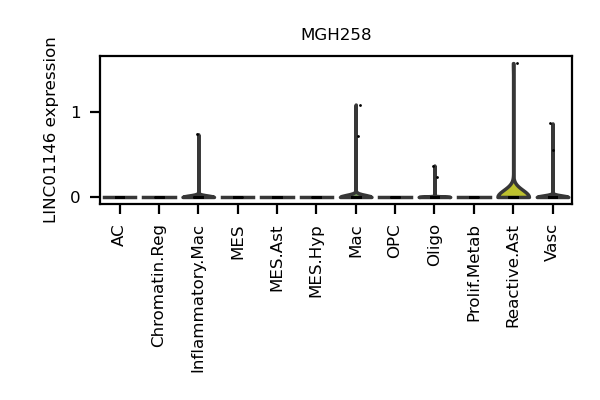 MGH258
LINC01146 expression
1
0
AC
Chromatin.Reg
Inflammatory.Mac
MES
MES.Ast
MES.Hyp
Mac
OPC
Oligo
Prolif.Metab
Reactive.Ast
Vasc